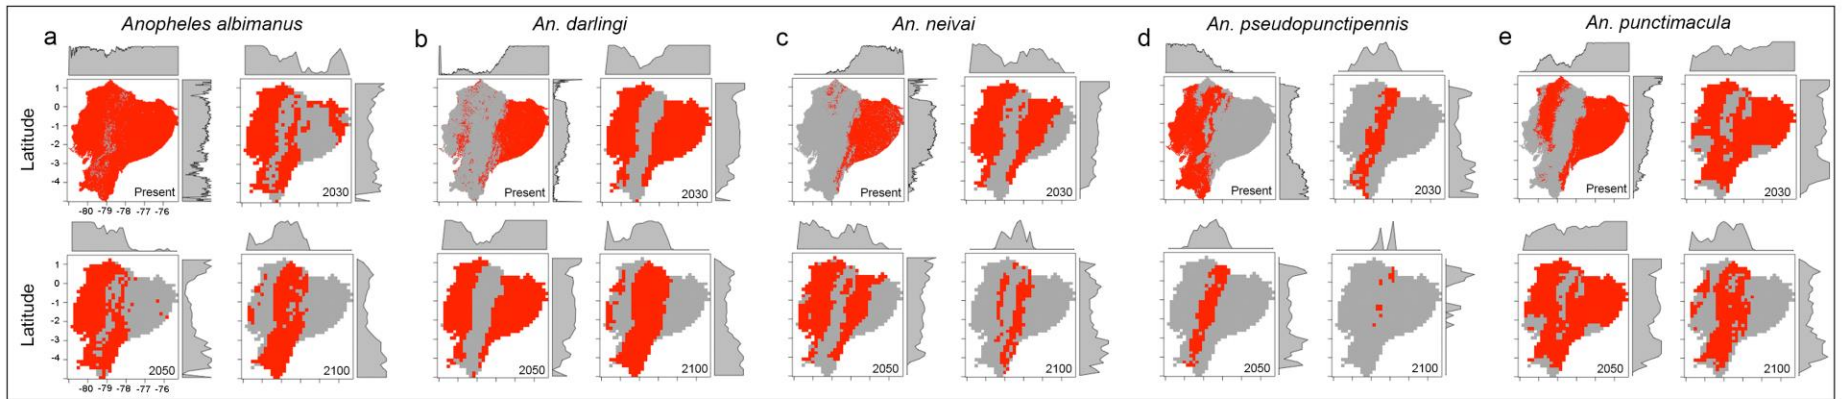 Anopheles albimanus An. darlingi An. neivai An. pseudopunctipennis An. punctimacula
a b c d e
Latitude
1
0
-1
-2
-3
-4
Present 2030 Present 2030 Present 2030 Present 2030 Present 2030
-80 -79 -78 -77 -76
Latitude
1
0
-1
-2
-3
-4
2050 2100 2050 2100 2050 2100 2050 2100 2050 2100
-80 -79 -78 -77 -76